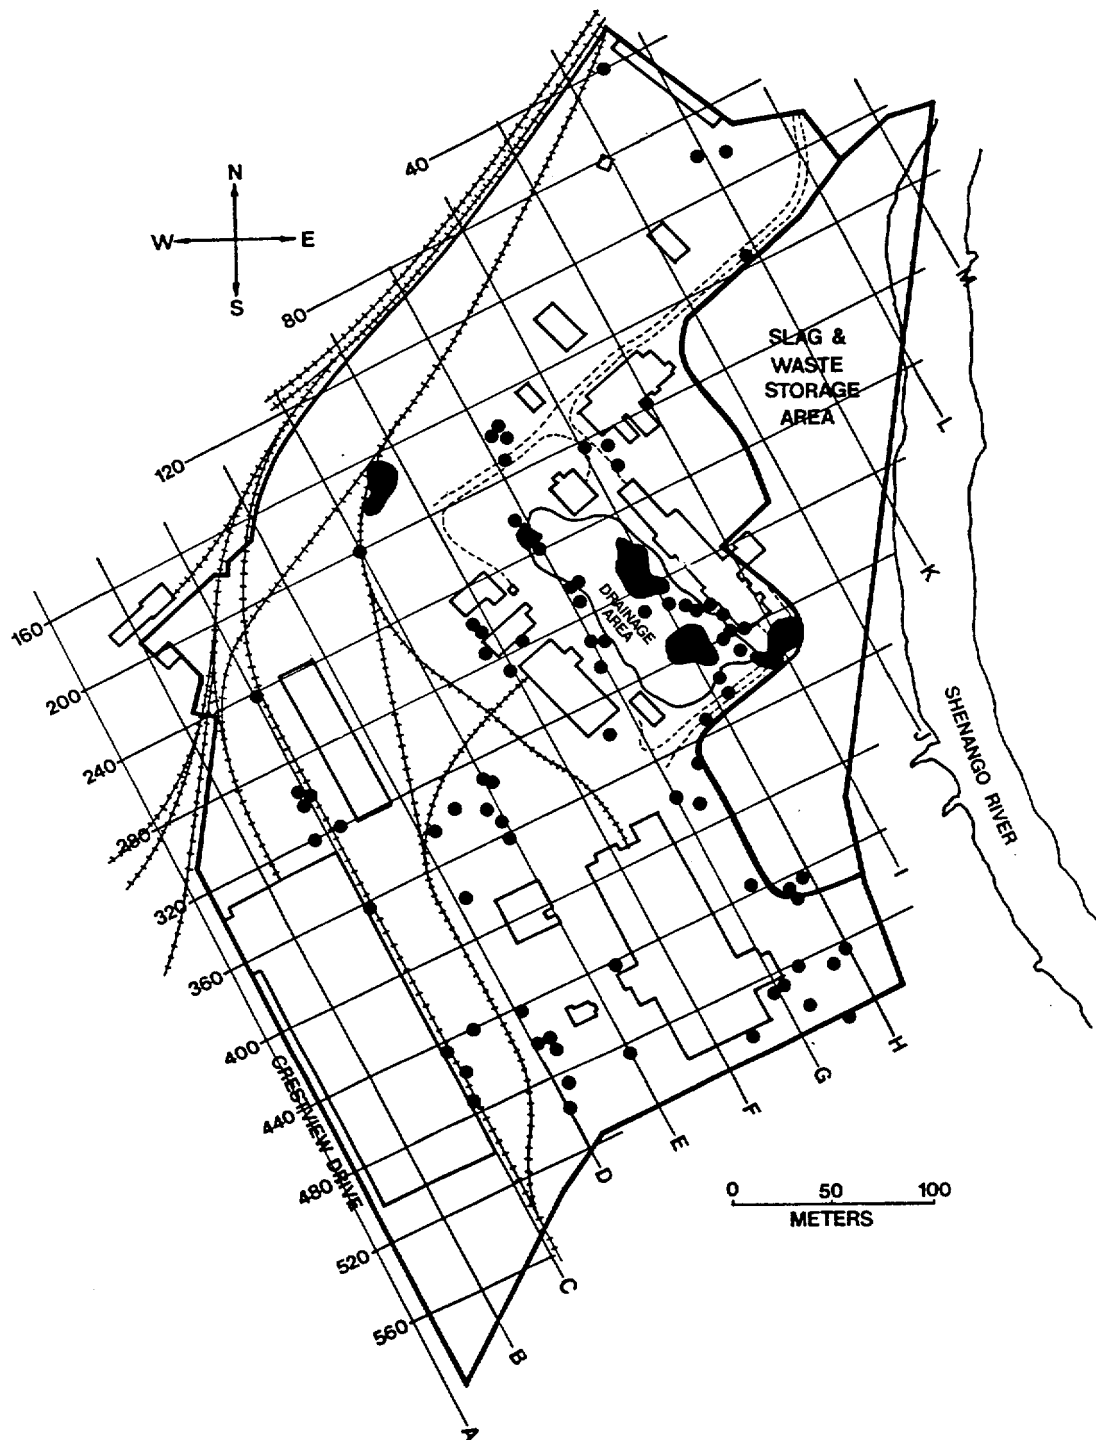 40
N
W E
S
80
M
SLAG &
WASTE
STORAGE
AREA
120
L
K
160
DRAINAGE
AREA
200
J
240
SHENANGO RIVER
280
I
320
360
400
H
G
CRESTVIEW DRIVE
440
F
E
480
D
0 50 100
METERS
520
C
560
B
A